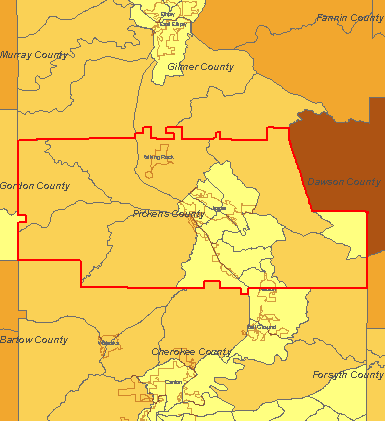 Ellijay
East Ellijay
Fannin County
Murray County
Gilmer County
Talking Rock
Gordon County
Dawson County
Jasper
Pickens County
Nelson
Ball Ground
Bartow County
Waleska
Cherokee County
Forsyth County
Canton